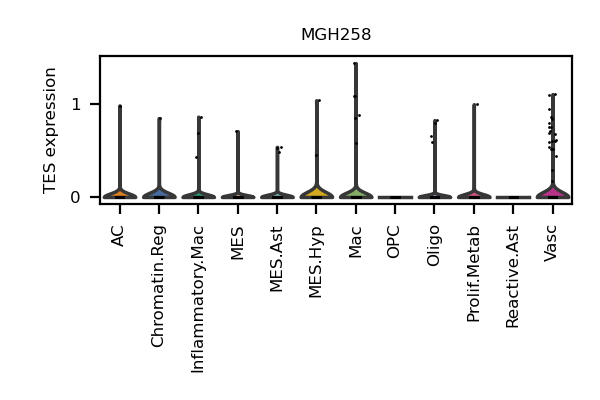 MGH258
TES expression
1
0
AC
Chromatin.Reg
Inflammatory.Mac
MES
MES.Ast
MES.Hyp
Mac
OPC
Oligo
Prolif.Metab
Reactive.Ast
Vasc